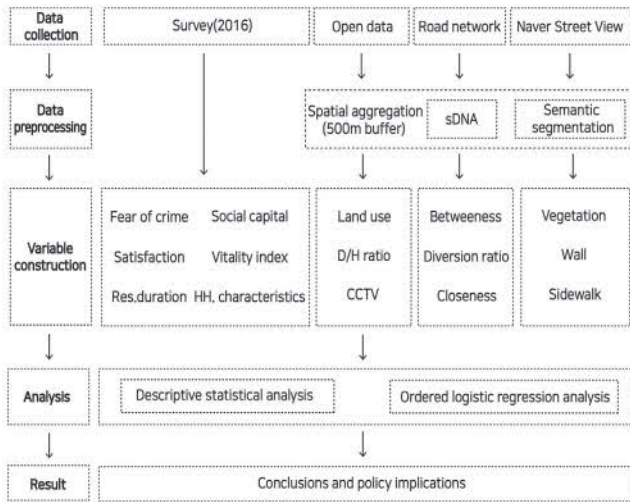 Data collection
Survey(2016)
Open data
Road network
Naver Street View
Data preprocessing
Spatial aggregation
(500m buffer)
sDNA
Semantic
segmentation
Variable construction
Fear of crime
Social capital
Satisfaction
Vitality index
Res.duration
HH. characteristics
Land use
D/H ratio
CCTV
Betweeness
Diversion ratio
Closeness
Vegetation
Wall
Sidewalk
Analysis
Descriptive statistical analysis
Ordered logistic regression analysis
Result
Conclusions and policy implications